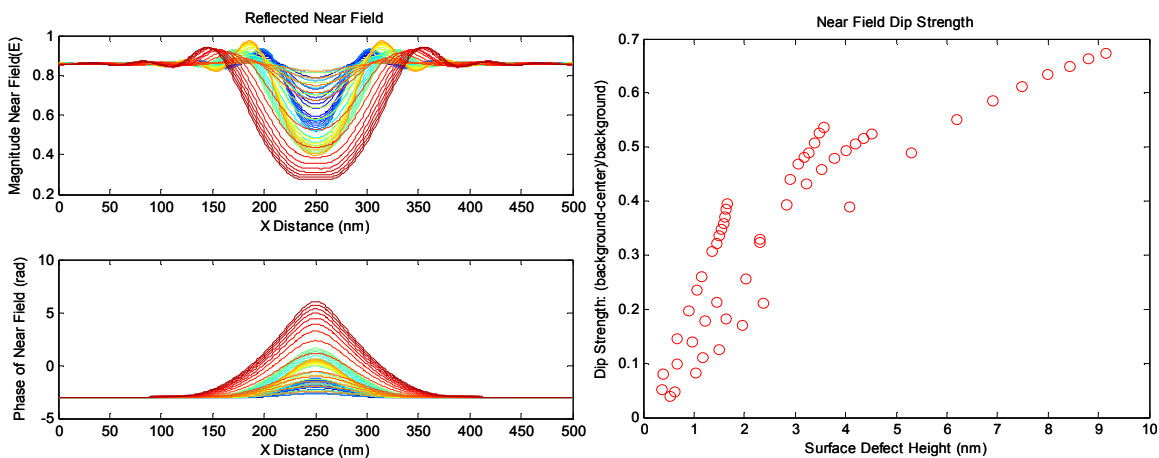 Reflected Near Field
Magnitude Near Field(E)
1
0.8
0.6
0.4
0.2
0 50 100 150 200 250 300 350 400 450 500
X Distance (nm)
Phase of Near Field (rad)
10
5
0
-5
0 50 100 150 200 250 300 350 400 450 500
X Distance (nm)
Near Field Dip Strength
Dip Strength: (background-center)/background)
0.7
0.6
0.5
0.4
0.3
0.2
0.1
0
0 1 2 3 4 5 6 7 8 9 10
Surface Defect Height (nm)